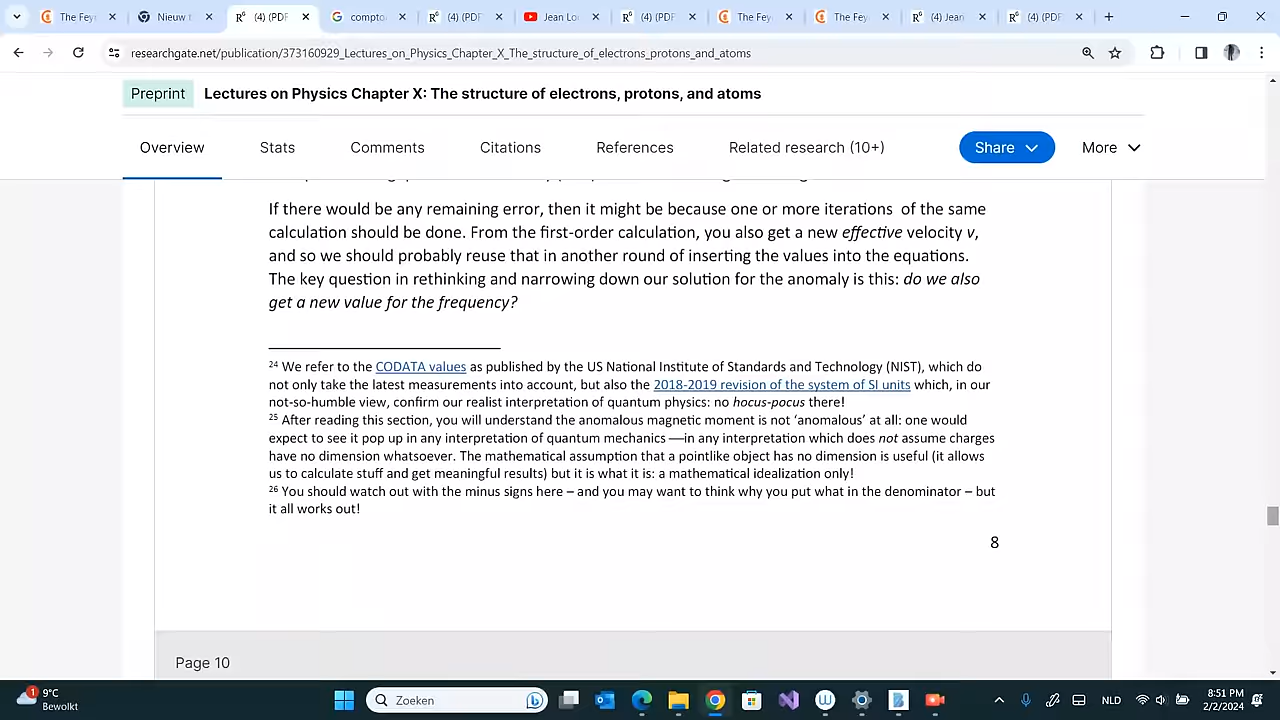 The Fey
Nieuw t
(4) (PDF
compto
(4) (PDF
Jean Lo
(4) (PDF
The Fey
The Fey
(4) Jean
(4) (PDF
researchgate.net/publication/373160929_Lectures_on_Physics_Chapter_X_The_structure_of_electrons_protons_and_atoms
Preprint Lectures on Physics Chapter X: The structure of electrons, protons, and atoms
Overview Stats Comments Citations References Related research (10+) Share More
If there would be any remaining error, then it might be because one or more iterations of the same
calculation should be done. From the first-order calculation, you also get a new effective velocity v,
and so we should probably reuse that in another round of inserting the values into the equations.
The key question in rethinking and narrowing down our solution for the anomaly is this: do we also
get a new value for the frequency?
24 We refer to the CODATA values as published by the US National Institute of Standards and Technology (NIST), which do
not only take the latest measurements into account, but also the 2018-2019 revision of the system of SI units which, in our
not-so-humble view, confirm our realist interpretation of quantum physics: no hocus-pocus there!
25 After reading this section, you will understand the anomalous magnetic moment is not ‘anomalous’ at all: one would
expect to see it pop up in any interpretation of quantum mechanics —in any interpretation which does not assume charges
have no dimension whatsoever. The mathematical assumption that a pointlike object has no dimension is useful (it allows
us to calculate stuff and get meaningful results) but it is what it is: a mathematical idealization only!
26 You should watch out with the minus signs here – and you may want to think why you put what in the denominator – but
it all works out!
8
Page 10
1
9°C
Bewolkt
Zoeken
NLD
8:51 PM
2/2/2024